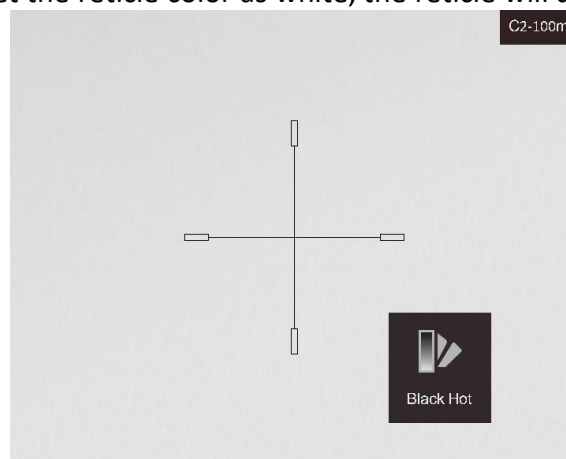 the reticle color as white, the reticle will
C2-100m
Black Hot